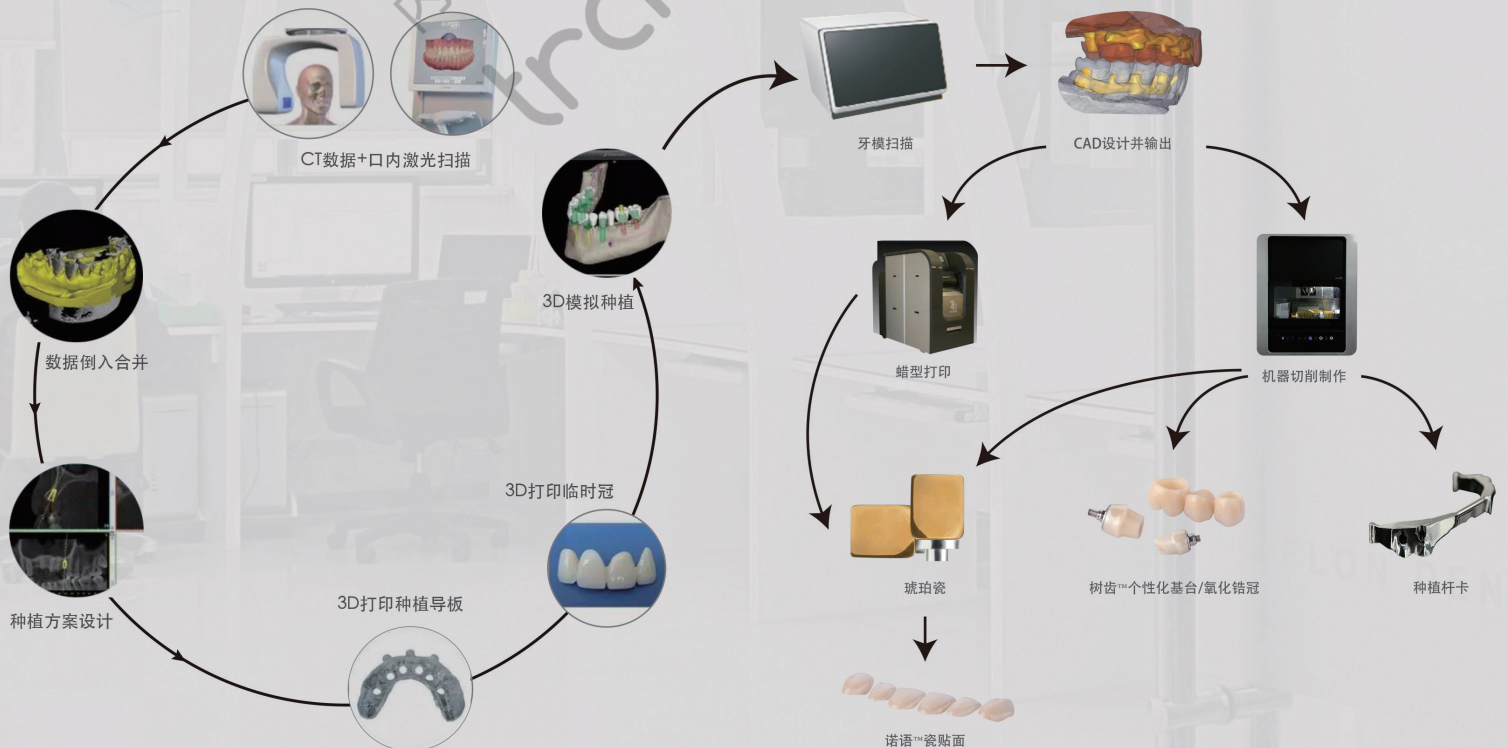 CT数据+口内激光扫描
数据倒入合并
种植方案设计
3D打印种植导板
3D打印临时冠
3D模拟种植
牙模扫描
CAD设计并输出
蜡型打印
机器切削制作
琥珀瓷
树齿™个性化基台/氧化锆冠
种植杆卡
诺语™瓷贴面